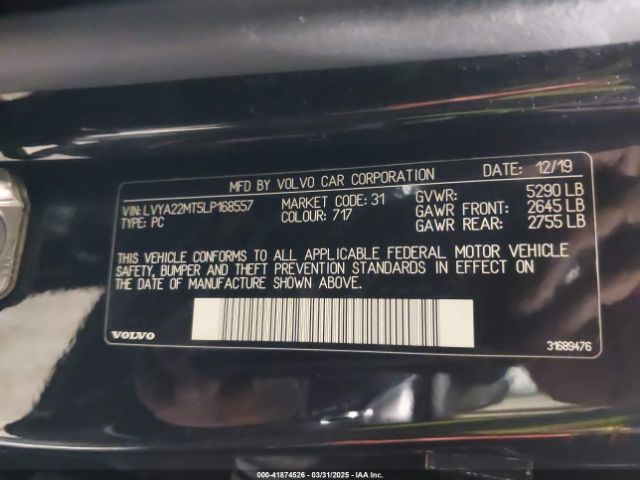 MFD BY VOLVO CAR CORPORATION DATE: 12/19
VIN: LVYA22MT5LP168557 MARKET CODE: 31 GVWR: 5290 LB
TYPE: PC COLOUR: 717 GAWR FRONT: 2645 LB
GAWR REAR: 2755 LB
THIS VEHICLE CONFORMS TO ALL APPLICABLE FEDERAL MOTOR VEHICLE
SAFETY, BUMPER AND THEFT PREVENTION STANDARDS IN EFFECT ON
THE DATE OF MANUFACTURE SHOWN ABOVE.
VOLVO 31689476
000-41874526 - 03/31/2025 - IAA Inc.